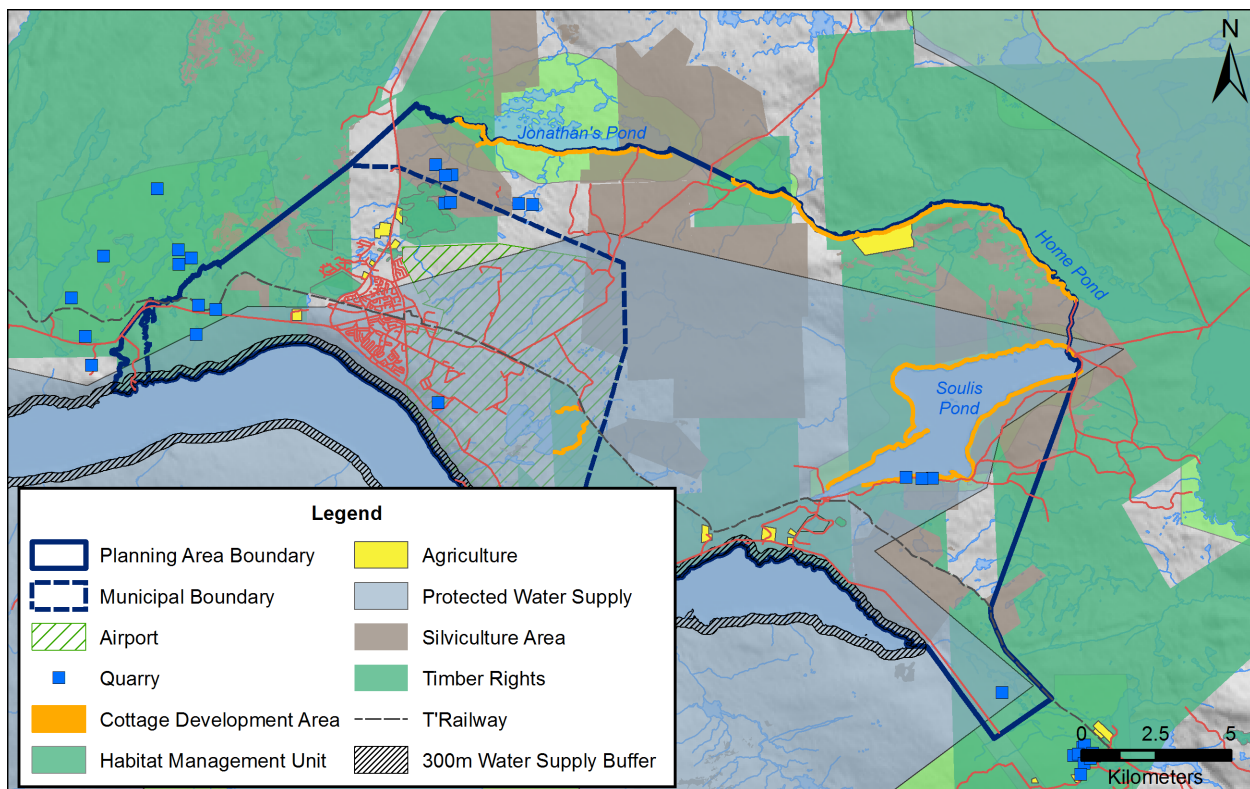 N
Jonathan's Pond
Home Pond
Soulis
Pond
Legend
Planning Area Boundary
Municipal Boundary
Airport
Quarry
Cottage Development Area
Habitat Management Unit
Agriculture
Protected Water Supply
Silviculture Area
Timber Rights
T'Railway
300m Water Supply Buffer
0 2.5 5
Kilometers